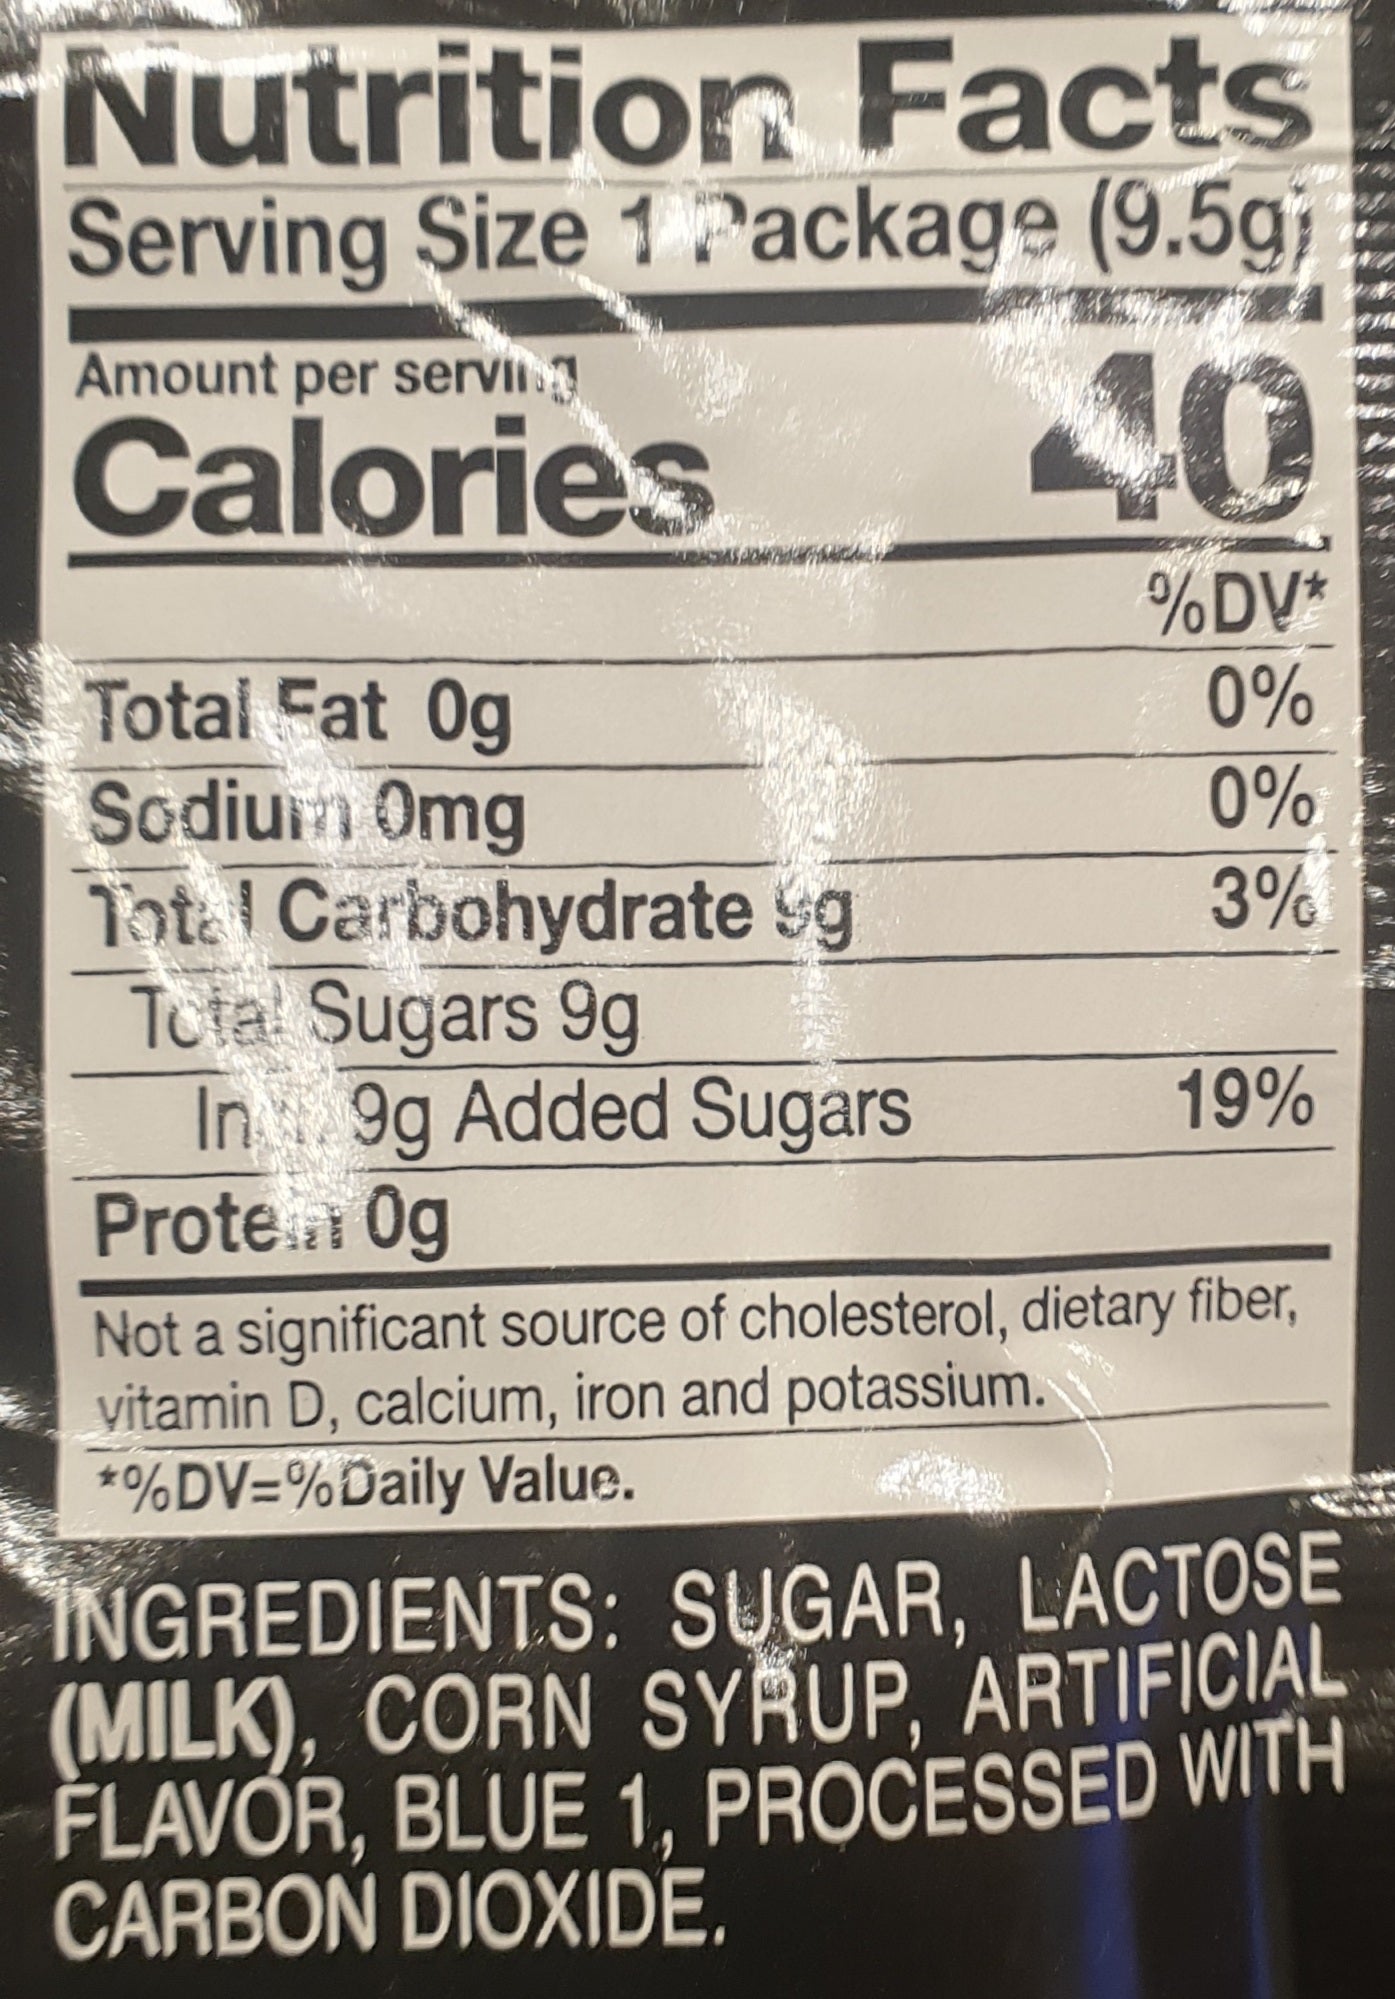 Nutrition Facts
Serving Size 1 Package (9.5g)
Amount per serving
Calories 40
%DV*
Total Fat 0g 0%
Sodium 0mg 0%
Total Carbohydrate 9g 3%
Total Sugars 9g
Incl. 9g Added Sugars 19%
Protein 0g
Not a significant source of cholesterol, dietary fiber,
vitamin D, calcium, iron and potassium.
*%DV=%Daily Value.
INGREDIENTS: SUGAR, LACTOSE
(MILK), CORN SYRUP, ARTIFICIAL
FLAVOR, BLUE 1, PROCESSED WITH
CARBON DIOXIDE.